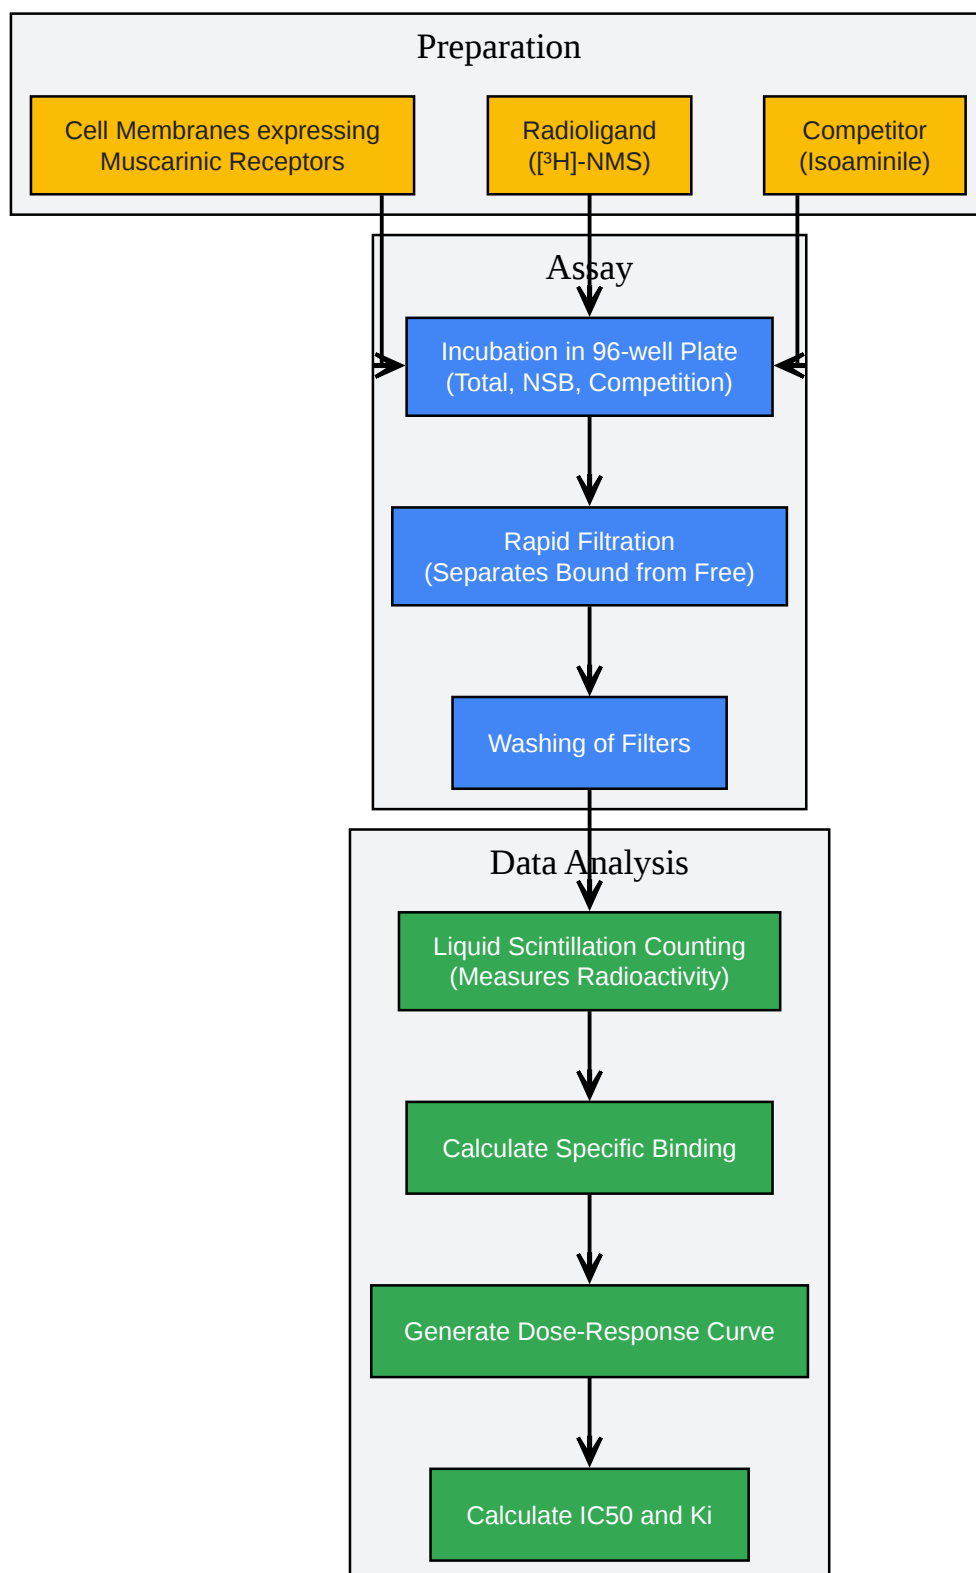 Preparation
Cell Membranes expressing
Muscarinic Receptors
Radioligand
([³H]-NMS)
Competitor
(Isoaminile)
Assay
Incubation in 96-well Plate
(Total, NSB, Competition)
Rapid Filtration
(Separates Bound from Free)
Washing of Filters
Data Analysis
Liquid Scintillation Counting
(Measures Radioactivity)
Calculate Specific Binding
Generate Dose-Response Curve
Calculate IC50 and Ki